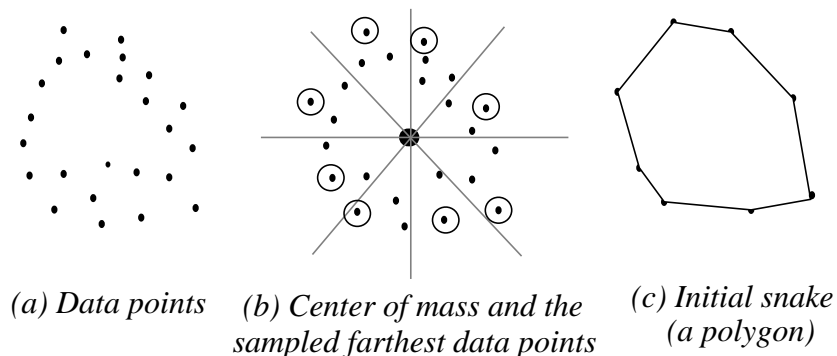 (a) Data points
(b) Center of mass and the
sampled farthest data points
(c) Initial snake
(a polygon)